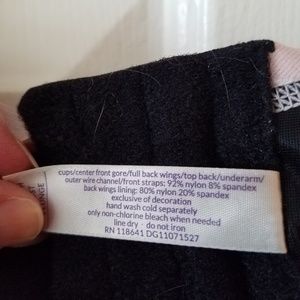 cups/center front gore/full back wings/top back/underarm/
outer wire channel/front straps: 92% nylon 8% spandex
back wings lining: 80% nylon 20% spandex
exclusive of decoration
hand wash cold separately
only non-chlorine bleach when needed
line dry - do not iron
RN 118641 DG11071527